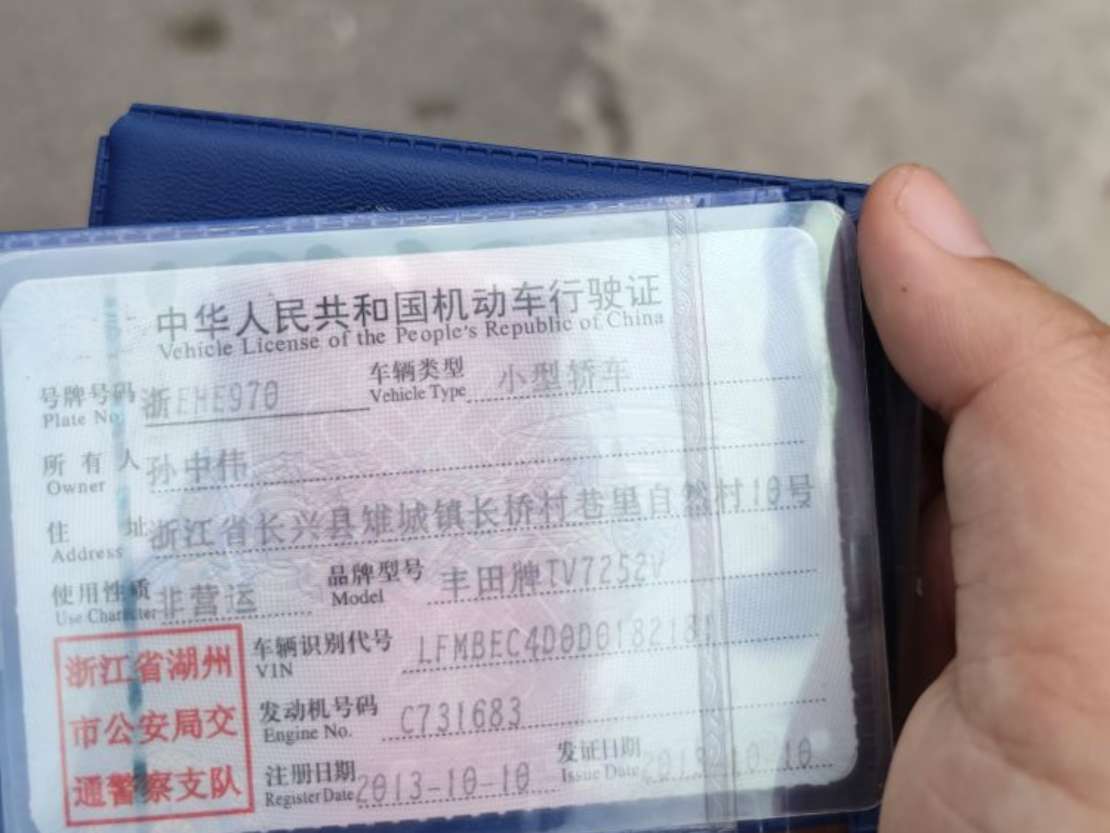 中华人民共和国机动车行驶证
Vehicle License of the People's Republic of China
号牌号码 浙EHE970 车辆类型 小型轿车
Plate No. Vehicle Type
所有人 孙中伟
Owner
住址 浙江省长兴县雉城镇长桥村巷里自然村10号
Address
使用性质 非营运 品牌型号 丰田牌TV7252V
Use Character Model
浙江省湖州
市公安局交
通警察支队
车辆识别代号 LFMBEC4D0D0182181
VIN
发动机号码 C731683
Engine No.
注册日期 2013-10-10 发证日期 2013-10-10
Register Date Issue Date